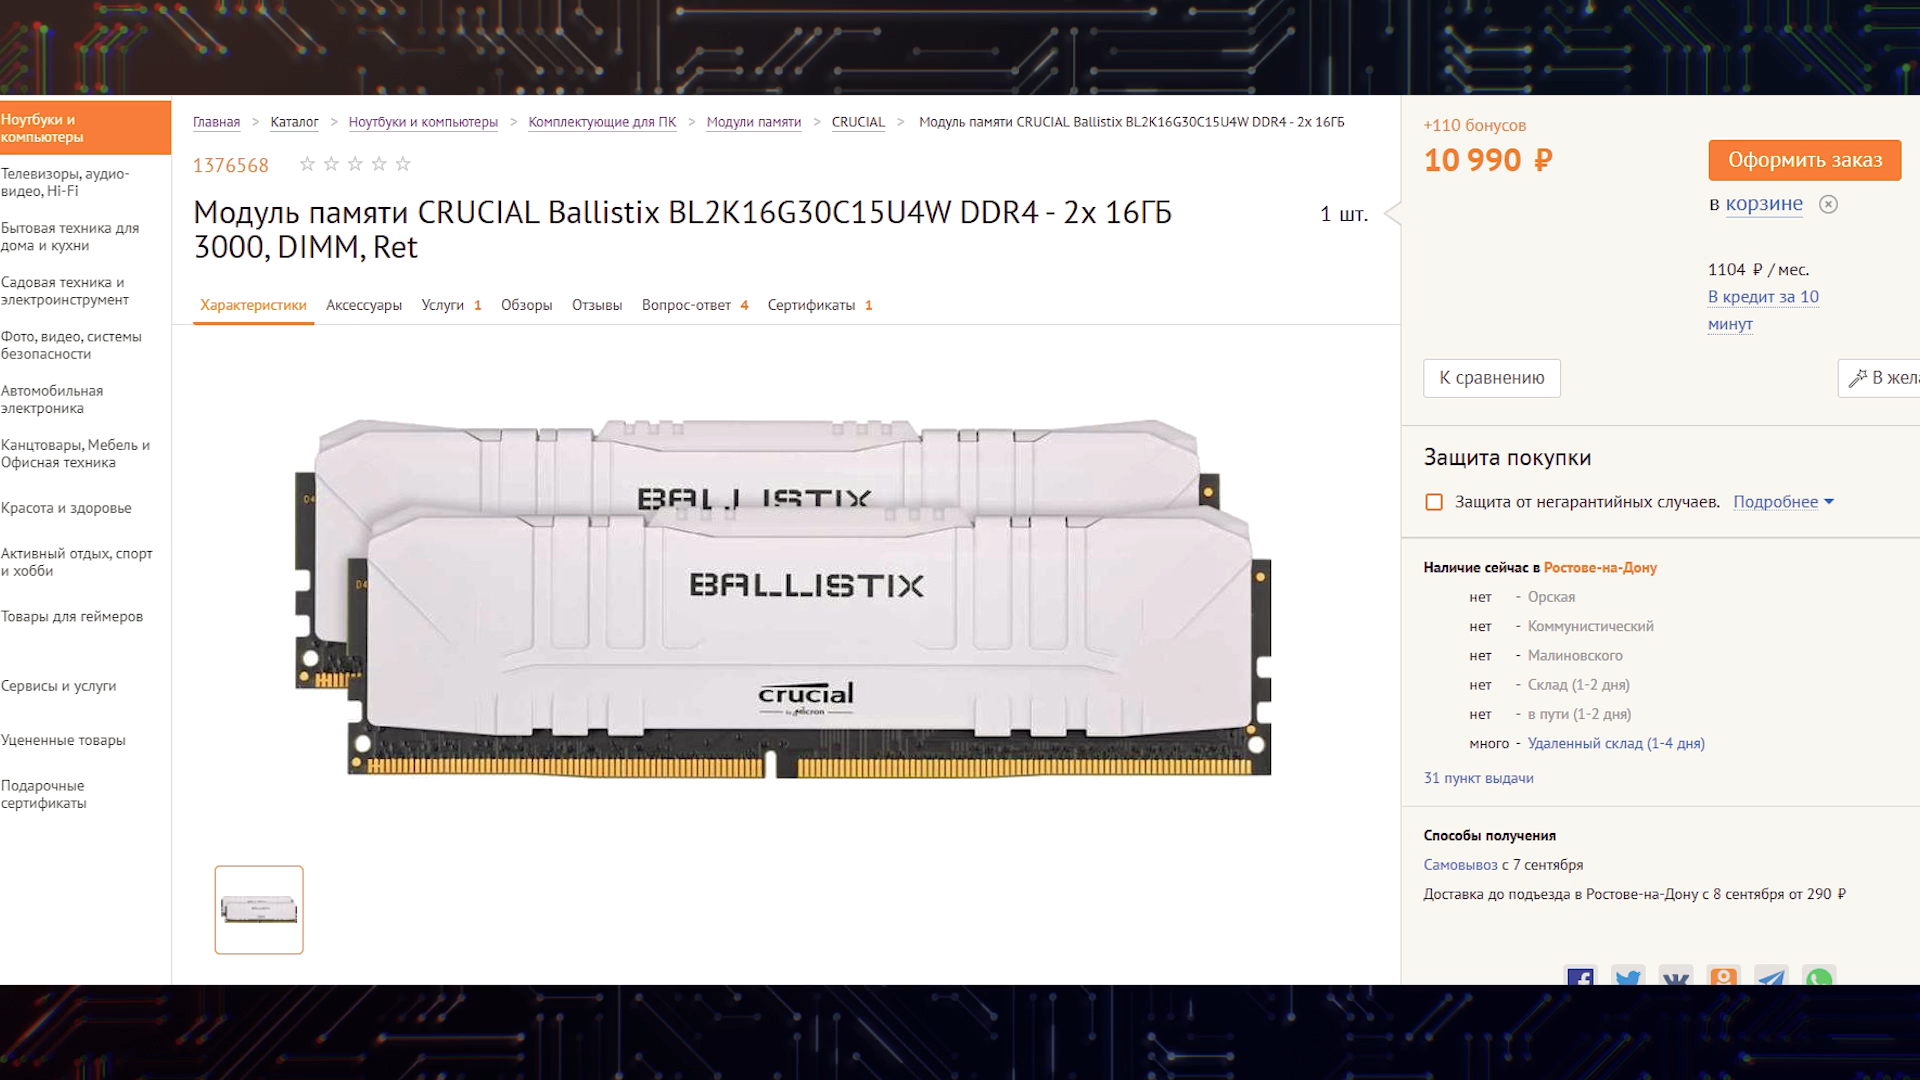 Ноутбуки и
компьютеры
Телевизоры, аудио-
видео, Hi-Fi
Бытовая техника для
дома и кухни
Садовая техника и
электроинструмент
Фото, видео, системы
безопасности
Автомобильная
электроника
Канцтовары, Мебель и
Офисная техника
Красота и здоровье
Активный отдых, спорт
и хобби
Товары для геймеров
Сервисы и услуги
Уцененные товары
Подарочные
сертификаты
Главная > Каталог > Ноутбуки и компьютеры > Комплектующие для ПК > Модули памяти > CRUCIAL > Модуль памяти CRUCIAL Ballistix BL2K16G30C15U4W DDR4 - 2x 16ГБ
1376568
Модуль памяти CRUCIAL Ballistix BL2K16G30C15U4W DDR4 - 2x 16ГБ
3000, DIMM, Ret
1 шт.
Характеристики Аксессуары Услуги 1 Обзоры Отзывы Вопрос-ответ 4 Сертификаты 1
BALLISTIX
BALLISTIX
crucial
by Micron
+110 бонусов
10 990 ₽
Оформить заказ
в корзине
1104 ₽ / мес.
В кредит за 10
минут
К сравнению
В жела
Защита покупки
Защита от негарантийных случаев. Подробнее
Наличие сейчас в Ростове-на-Дону
нет - Орская
нет - Коммунистический
нет - Малиновского
нет - Склад (1-2 дня)
нет - в пути (1-2 дня)
много - Удаленный склад (1-4 дня)
31 пункт выдачи
Способы получения
Самовывоз с 7 сентября
Доставка до подъезда в Ростове-на-Дону с 8 сентября от 290 ₽